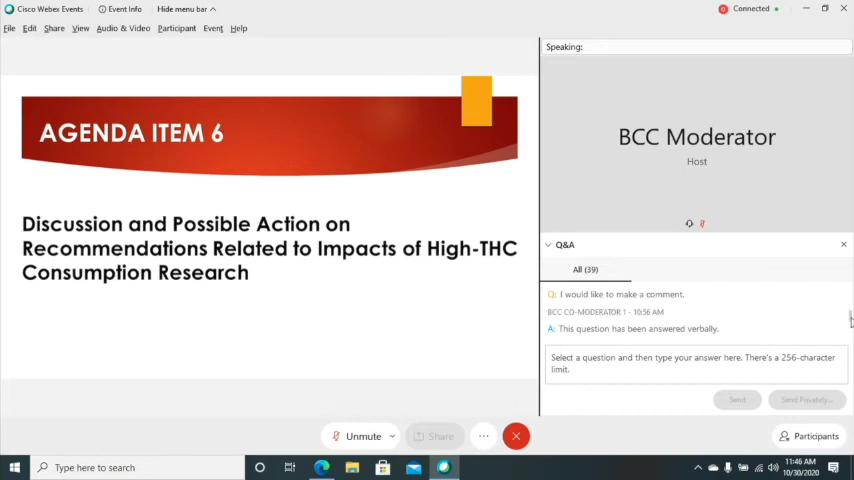 Cisco Webex Events
Event Info
Hide menu bar
Connected
File Edit Share View Audio & Video Participant Event Help
AGENDA ITEM 6
Discussion and Possible Action on
Recommendations Related to Impacts of High-THC
Consumption Research
Speaking:
BCC Moderator
Host
Q&A
All (39)
Q: I would like to make a comment.
BCC CO-MODERATOR 1 - 10:56 AM
A: This question has been answered verbally.
Select a question and then type your answer here. There's a 256-character
limit.
Send
Send Privately...
Unmute
Share
Participants
Type here to search
11:46 AM
10/30/2020